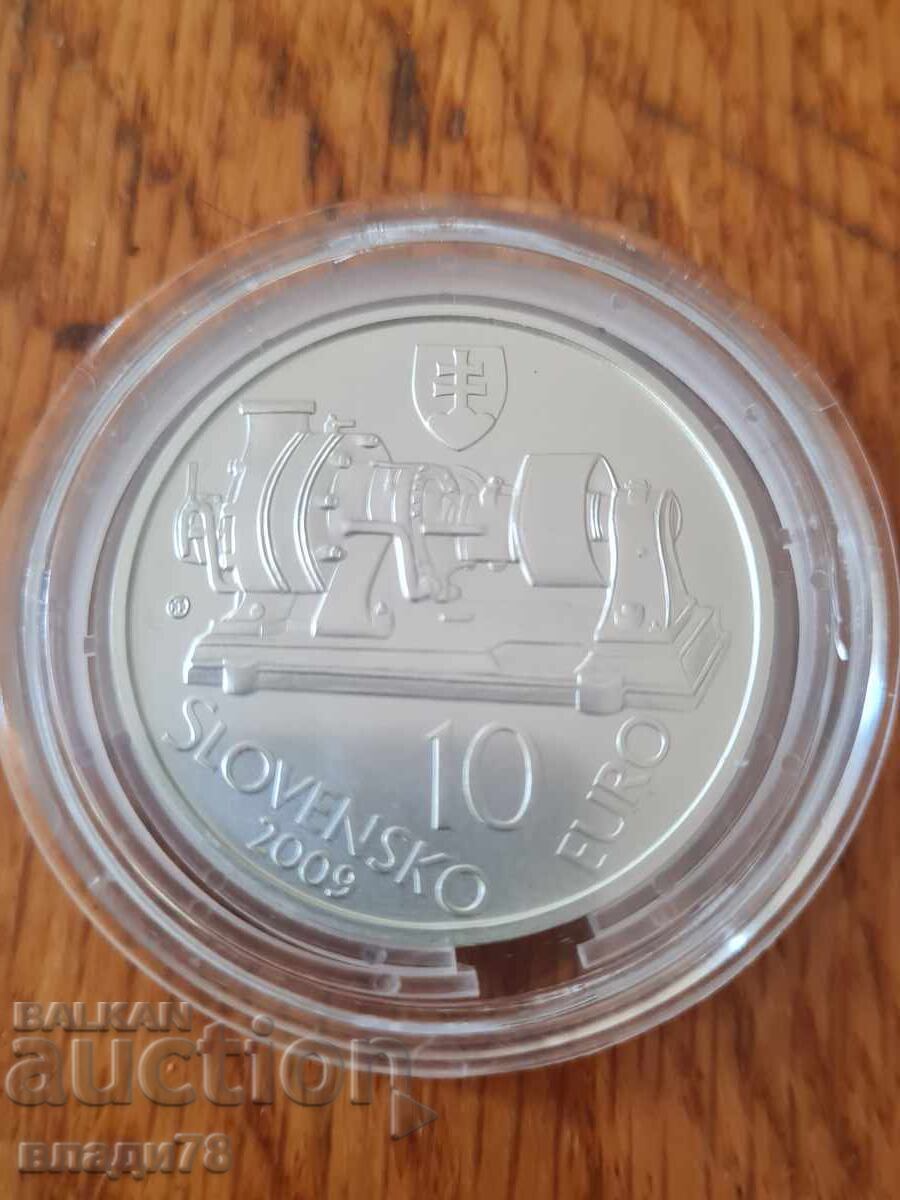 SLOVENSKO
2009
10
EURO
BALKAN
auction
влади78